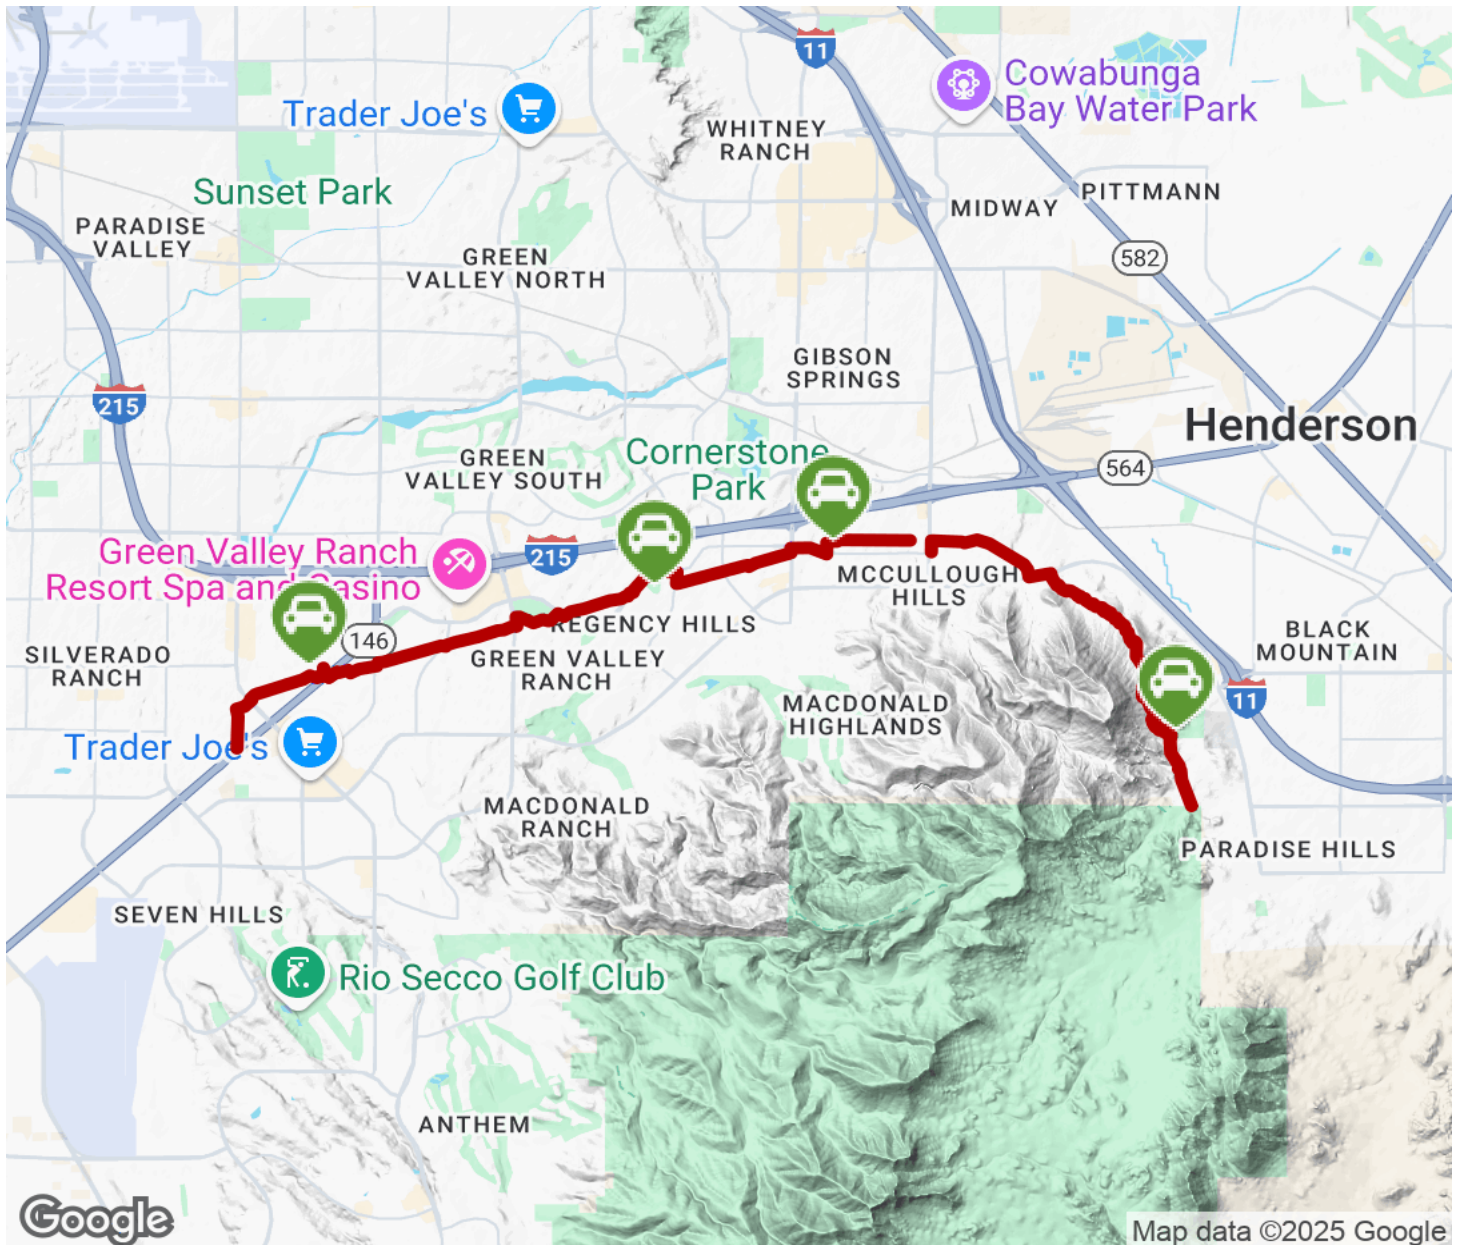 11
Cowabunga
Bay Water Park
Trader Joe's
WHITNEY
RANCH
Sunset Park
PITTMANN
MIDWAY
PARADISE
VALLEY
582
GREEN
VALLEY NORTH
GIBSON
SPRINGS
215
Henderson
Cornerstone
Park
GREEN
VALLEY SOUTH
564
Green Valley Ranch
Resort Spa and Casino
215
MCCULLOUGH
HILLS
REGENCY HILLS
146
BLACK
MOUNTAIN
SILVERADO
RANCH
GREEN VALLEY
RANCH
11
MACDONALD
HIGHLANDS
Trader Joe's
MACDONALD
RANCH
PARADISE HILLS
SEVEN HILLS
Rio Secco Golf Club
ANTHEM
Google
Map data ©2025 Google